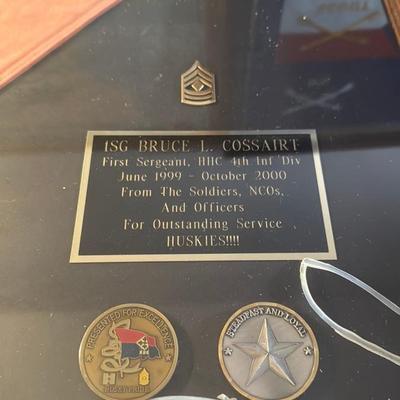 1SG BRUCE L. COSSAIRT
First Sergeant, HHC 4th Inf Div
June 1999 - October 2000
From The Soldiers, NCOs,
And Officers
For Outstanding Service
HUSKIES!!!!
PRESENTED FOR EXCELLENCE
STEADFAST AND LOYAL